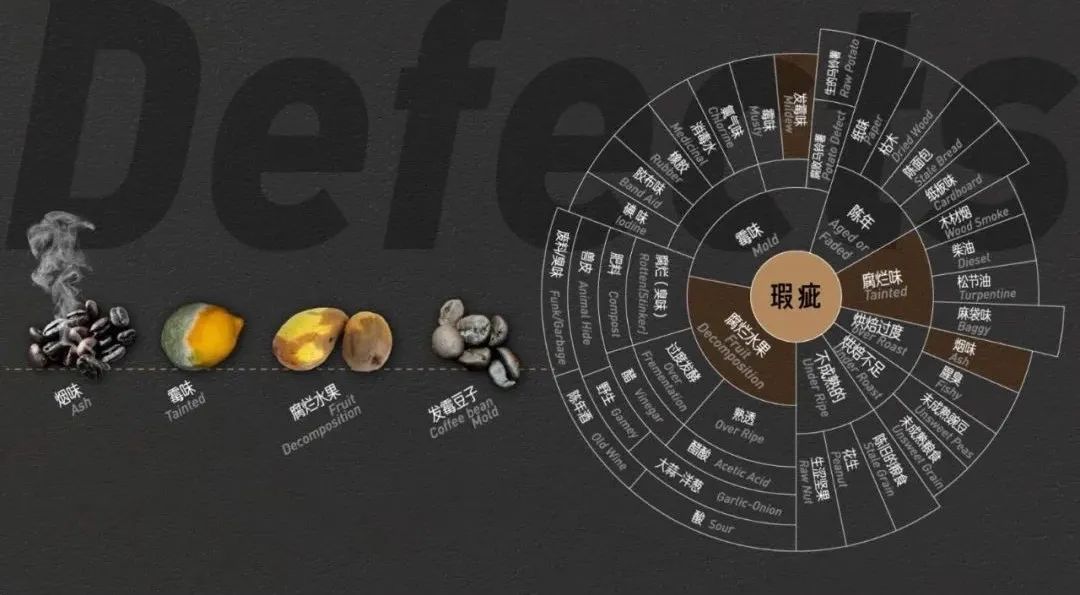 Defects
烟味
Ash
霉味
Tainted
腐烂水果
Fruit
Decomposition
发霉豆子
Coffee bean
Mold
瑕疵
霉味
Mold
陈年
Aged or
Faded
腐烂味
Tainted
烘焙过度
Over Roast
烘焙不足
Under Roast
不成熟的
Under Ripe
腐烂水果
Fruit
Decomposition
碘味
Iodine
胶布味
Band Aid
橡胶
Rubber
消毒水
Medicinal
氯气味
Chlorine
霉味
Musty
发霉味
Mildew
生的马铃薯
Raw Potato
腐败马铃薯
Potato Defect
纸味
Paper
枯木
Dried Wood
隔面包
Stale Bread
纸板味
Cardboard
木材烟
Wood Smoke
柴油
Diesel
松节油
Turpentine
麻袋味
Baggy
烟味
Ash
腥臭
Fishy
未成熟豌豆
Unsweet Peas
未成熟粮食
Unsweet Grain
陈旧的粮食
Stale Grain
花生
Peanut
生涩坚果
Raw Nut
腐烂(臭味)
Rotten(Stinker)
肥料
Compost
兽皮
Animal Hide
废料/臭味
Funk/Garbage
过度发酵
Over
Frementation
醋
Vinegar
野生
Gamey
陈年酒
Old Wine
熟透
Over Ripe
醋酸 Acetic Acid
大蒜-洋葱 Garlic-Onion
酸 Sour